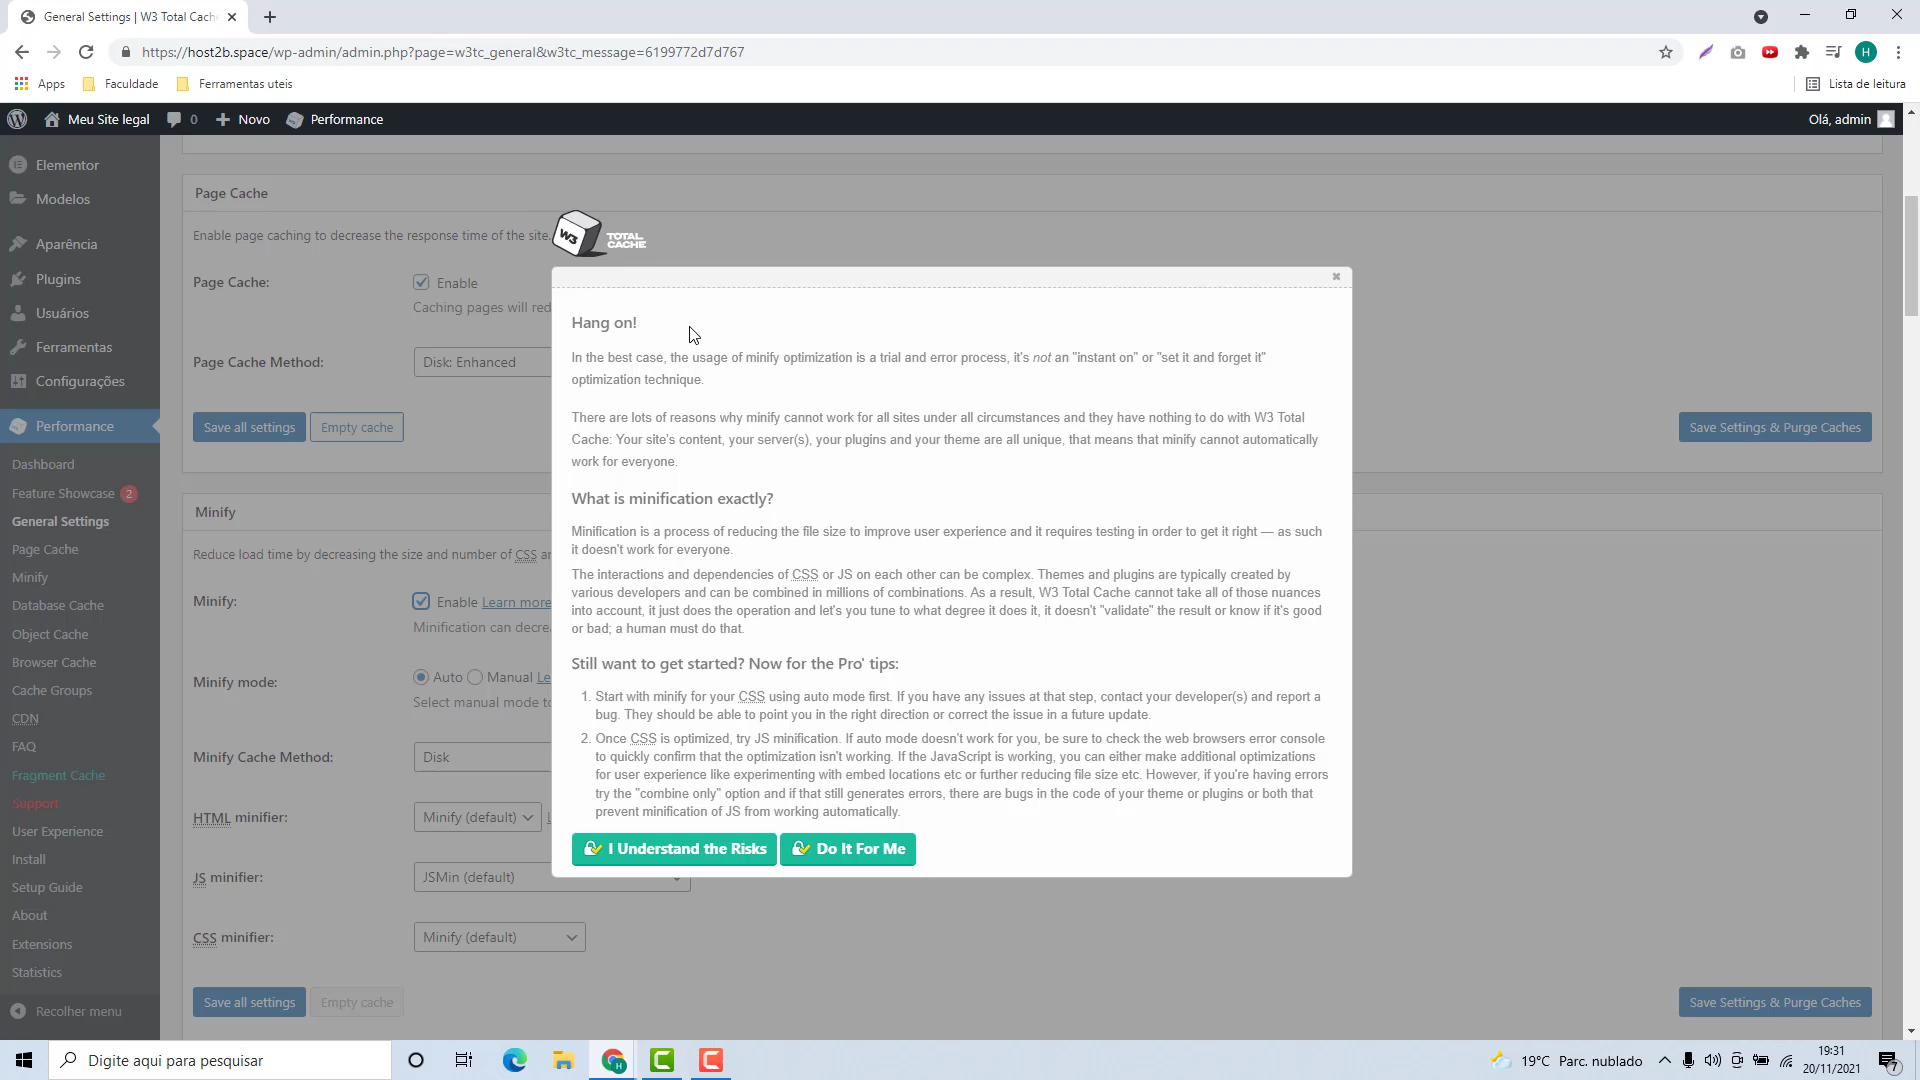 General Settings | W3 Total Cach
https://host2b.space/wp-admin/admin.php?page=w3tc_general&w3tc_message=6199772d7d767
H
Apps
Faculdade
Ferramentas uteis
Lista de leitura
Meu Site legal
0
Novo
Performance
Olá, admin
Elementor
Modelos
Aparência
Plugins
Usuários
Ferramentas
Configurações
Performance
Dashboard
Feature Showcase 2
General Settings
Page Cache
Minify
Database Cache
Object Cache
Browser Cache
Cache Groups
CDN
FAQ
Fragment Cache
Support
User Experience
Install
Setup Guide
About
Extensions
Statistics
Recolher menu
Page Cache
Enable page caching to decrease the response time of the site.
Page Cache:
Enable
Caching pages will red
Page Cache Method:
Disk: Enhanced
Save all settings
Empty cache
Save Settings & Purge Caches
Minify
Reduce load time by decreasing the size and number of CSS an
Minify:
Enable Learn more
Minification can decre
Minify mode:
Auto
Manual Le
Select manual mode to
Minify Cache Method:
Disk
HTML minifier:
Minify (default)
JS minifier:
JSMin (default)
CSS minifier:
Minify (default)
Save all settings
Empty cache
Save Settings & Purge Caches
W3 TOTAL
CACHE
Hang on!
In the best case, the usage of minify optimization is a trial and error process, it's not an "instant on" or "set it and forget it"
optimization technique.
There are lots of reasons why minify cannot work for all sites under all circumstances and they have nothing to do with W3 Total
Cache: Your site's content, your server(s), your plugins and your theme are all unique, that means that minify cannot automatically
work for everyone.
What is minification exactly?
Minification is a process of reducing the file size to improve user experience and it requires testing in order to get it right — as such
it doesn't work for everyone.
The interactions and dependencies of CSS or JS on each other can be complex. Themes and plugins are typically created by
various developers and can be combined in millions of combinations. As a result, W3 Total Cache cannot take all of those nuances
into account, it just does the operation and let's you tune to what degree it does it, it doesn't "validate" the result or know if it's good
or bad; a human must do that.
Still want to get started? Now for the Pro' tips:
1. Start with minify for your CSS using auto mode first. If you have any issues at that step, contact your developer(s) and report a
bug. They should be able to point you in the right direction or correct the issue in a future update.
2. Once CSS is optimized, try JS minification. If auto mode doesn't work for you, be sure to check the web browsers error console
to quickly confirm that the optimization isn't working. If the JavaScript is working, you can either make additional optimizations
for user experience like experimenting with embed locations etc or further reducing file size etc. However, if you're having errors
try the "combine only" option and if that still generates errors, there are bugs in the code of your theme or plugins or both that
prevent minification of JS from working automatically.
I Understand the Risks
Do It For Me
Digite aqui para pesquisar
19°C Parc. nublado
19:31
20/11/2021
7